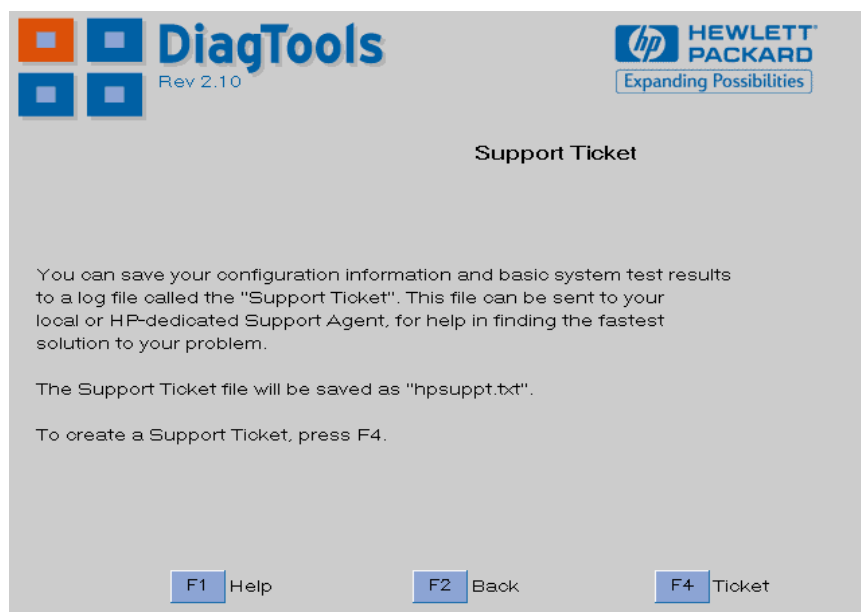 DiagTools
Rev 2.10
hp HEWLETT®
PACKARD
Expanding Possibilities
Support Ticket
You can save your configuration information and basic system test results
to a log file called the "Support Ticket". This file can be sent to your
local or HP-dedicated Support Agent, for help in finding the fastest
solution to your problem.
The Support Ticket file will be saved as "hpsuppt.txt".
To create a Support Ticket, press F4.
F1 Help F2 Back F4 Ticket